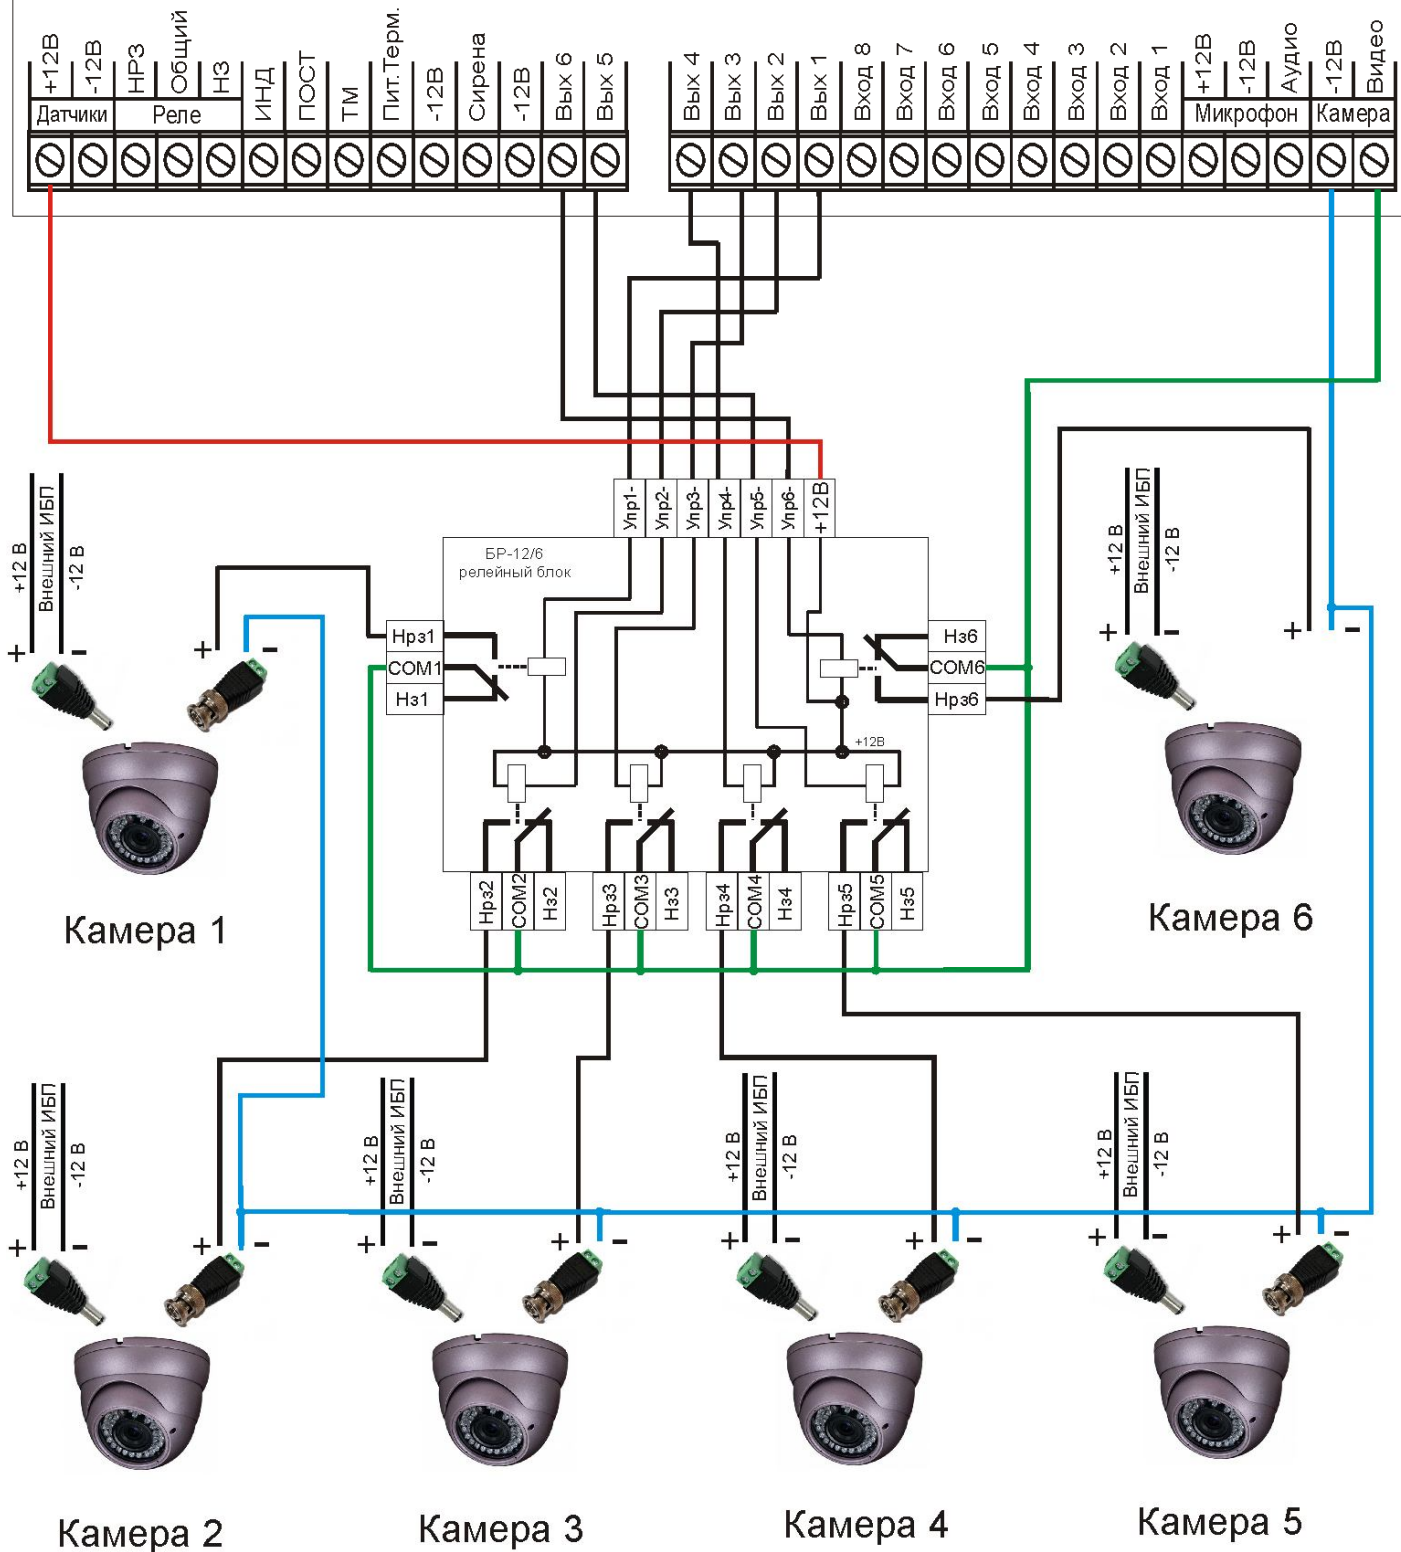 +12В
-12В
НРЗ
Общий
НЗ
ИНД
ПОСТ
ТМ
Пит.Терм.
-12В
Сирена
-12В
Вых 6
Вых 5
Вых 4
Вых 3
Вых 2
Вых 1
Вход 8
Вход 7
Вход 6
Вход 5
Вход 4
Вход 3
Вход 2
Вход 1
+12В
-12В
Аудио
-12В
Видео
Датчики
Реле
Микрофон
Камера
Упр1-
Упр2-
Упр3-
Упр4-
Упр5-
Упр6-
+12В
БР-12/6
релейный блок
+12 В
Внешний ИБП
-12 В
+ -
+ -
Нрз1
COM1
Нз1
Нз6
COM6
Нрз6
+12В
+12 В
Внешний ИБП
-12 В
+ -
+ -
Нрз2
COM2
Нз2
Нрз3
COM3
Нз3
Нрз4
COM4
Нз4
Нрз5
COM5
Нз5
Камера 1
Камера 6
+12 В
Внешний ИБП
-12 В
+ -
+ -
+12 В
Внешний ИБП
-12 В
+ -
+ -
+12 В
Внешний ИБП
-12 В
+ -
+ -
+12 В
Внешний ИБП
-12 В
+ -
+ -
Камера 2
Камера 3
Камера 4
Камера 5